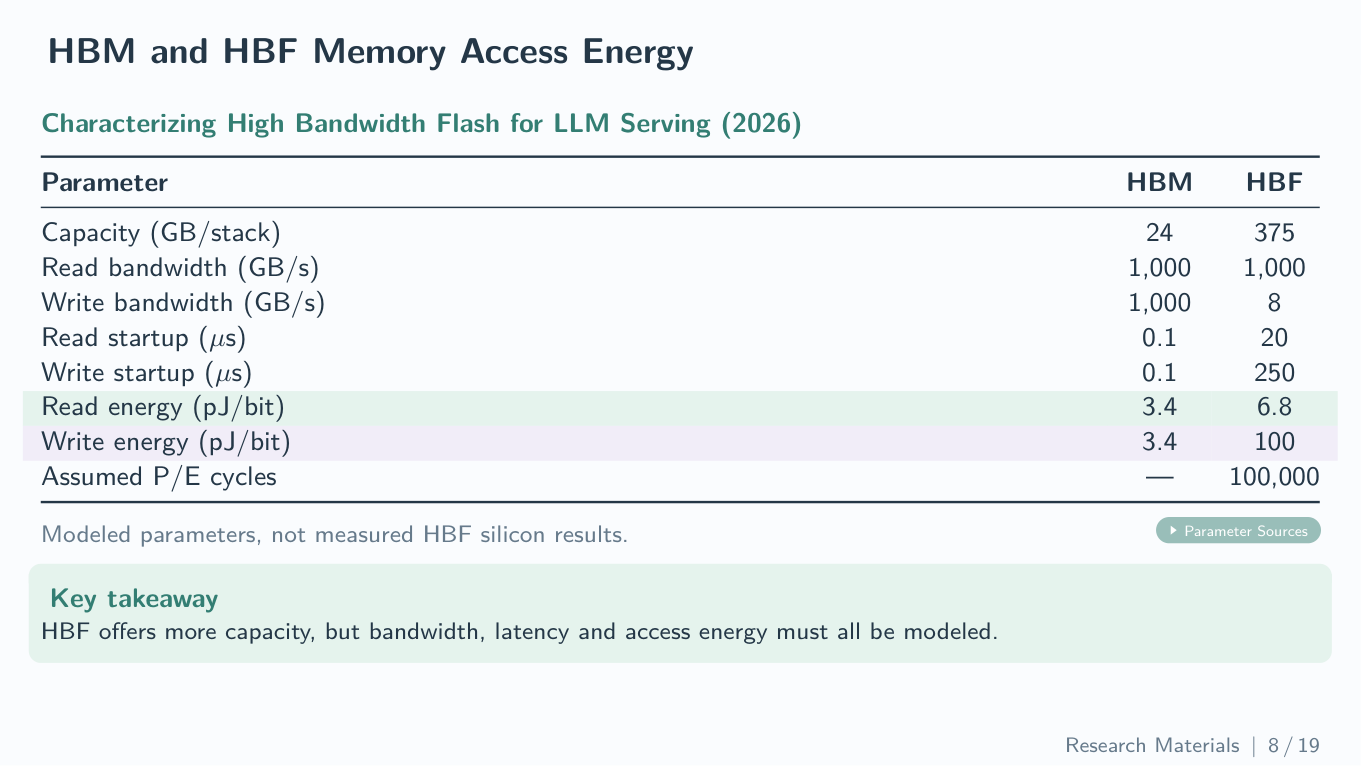 HBM and HBF Memory Access Energy
Characterizing High Bandwidth Flash for LLM Serving (2026)
Parameter HBM HBF
Capacity (GB/stack) 24 375
Read bandwidth (GB/s) 1,000 1,000
Write bandwidth (GB/s) 1,000 8
Read startup (μs) 0.1 20
Write startup (μs) 0.1 250
Read energy (pJ/bit) 3.4 6.8
Write energy (pJ/bit) 3.4 100
Assumed P/E cycles — 100,000
Modeled parameters, not measured HBF silicon results.
Parameter Sources
Key takeaway
HBF offers more capacity, but bandwidth, latency and access energy must all be modeled.
Research Materials | 8 / 19